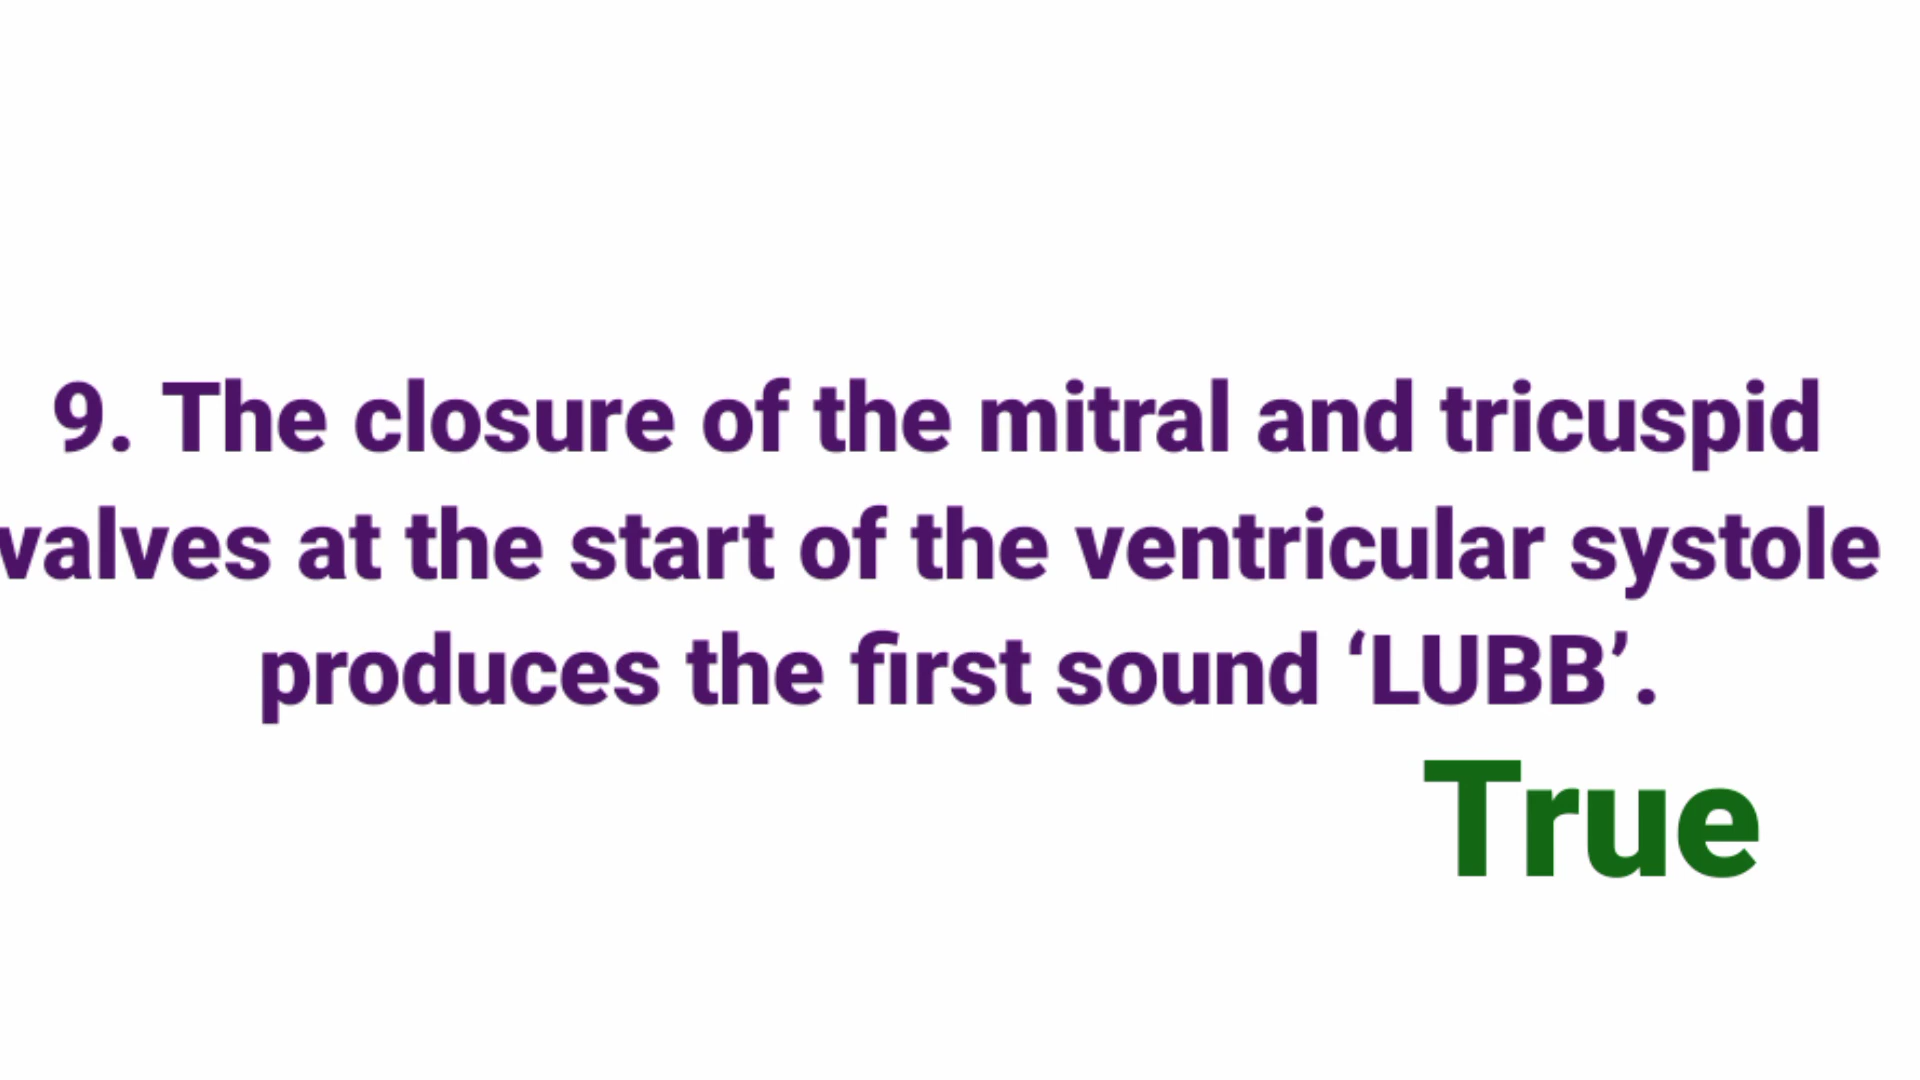 9. The closure of the mitral and tricuspid
valves at the start of the ventricular systole
produces the first sound ‘LUBB’.
True